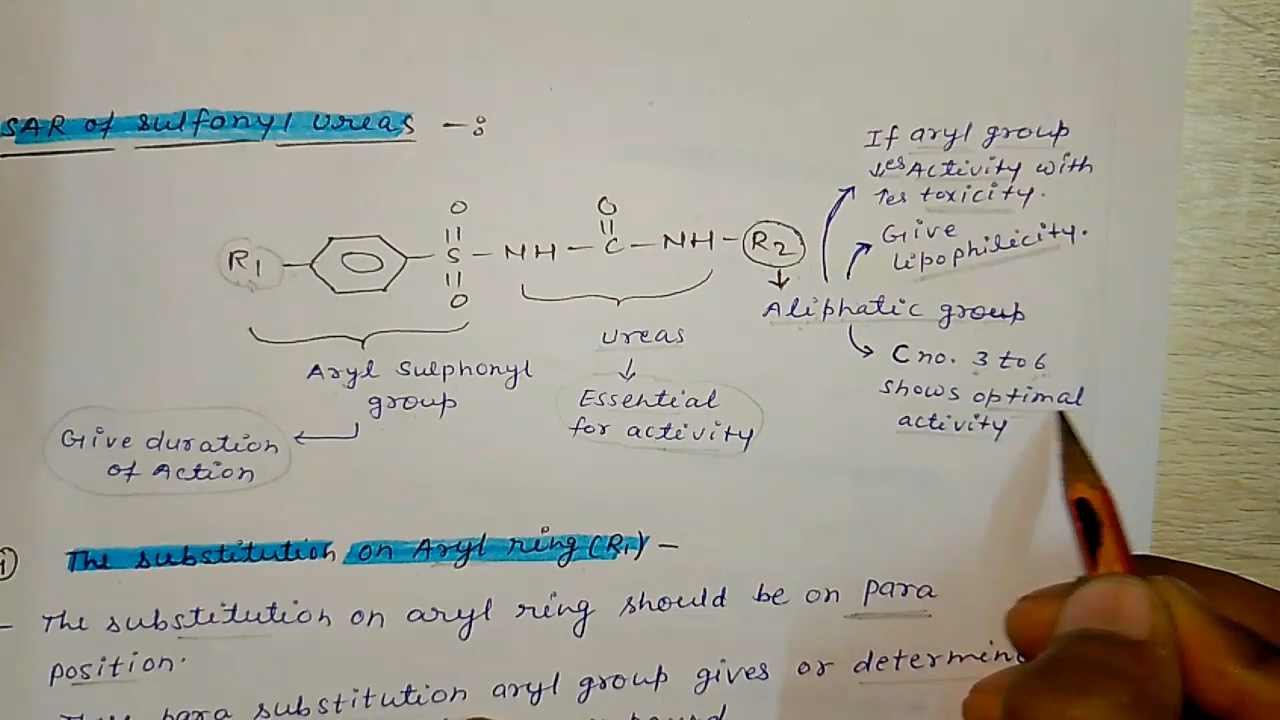 SAR of sulfonyl ureas -:
If aryl group
↓es Activity with
↑es toxicity.
Give
lipophilicity.
O O
R1 S NH C NH R2
O
Aliphatic group
C no. 3 to 6
shows optimal
activity
ureas
Essential
for activity
Aryl Sulphonyl
group
Give duration
of Action
i) The substitution on Aryl ring (R1) -
- The substitution on aryl ring should be on para
position.
para substitution aryl group gives or determin